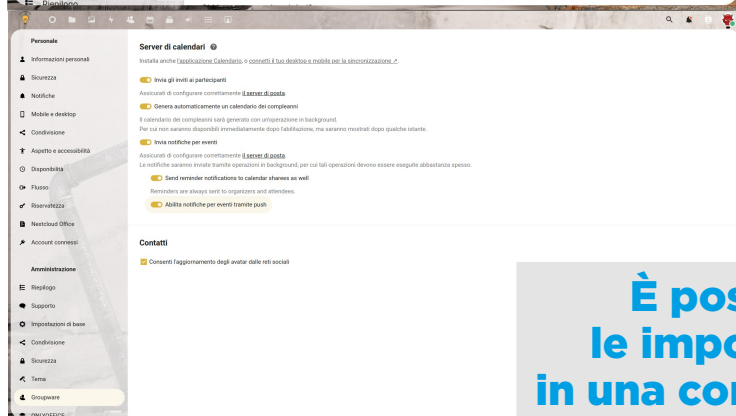 Riepilogo
Personale
Informazioni personali
Sicurezza
Notifiche
Mobile e desktop
Condivisione
Aspetto e accessibilità
Disponibilità
Flusso
Riservatezza
Nextcloud Office
Account connessi
Amministrazione
Riepilogo
Supporto
Impostazioni di base
Condivisione
Sicurezza
Tema
Groupware
ONLYOFFICE
Server di calendari
Installa anche l'applicazione Calendario, o connetti il tuo desktop e mobile per la sincronizzazione ↗.
Invia gli inviti ai partecipanti
Assicurati di configurare correttamente il server di posta.
Genera automaticamente un calendario dei compleanni
Il calendario dei compleanni sarà generato con un'operazione in background.
Per cui non saranno disponibili immediatamente dopo l'abilitazione, ma saranno mostrati dopo qualche istante.
Invia notifiche per eventi
Assicurati di configurare correttamente il server di posta.
Le notifiche saranno inviate tramite operazioni in background, per cui tali operazioni devono essere eseguite abbastanza spesso.
Send reminder notifications to calendar sharees as well
Reminders are always sent to organizers and attendees.
Abilita notifiche per eventi tramite push
Contatti
Consenti l'aggiornamento degli avatar dalle reti sociali
È pos
le impo
in una co